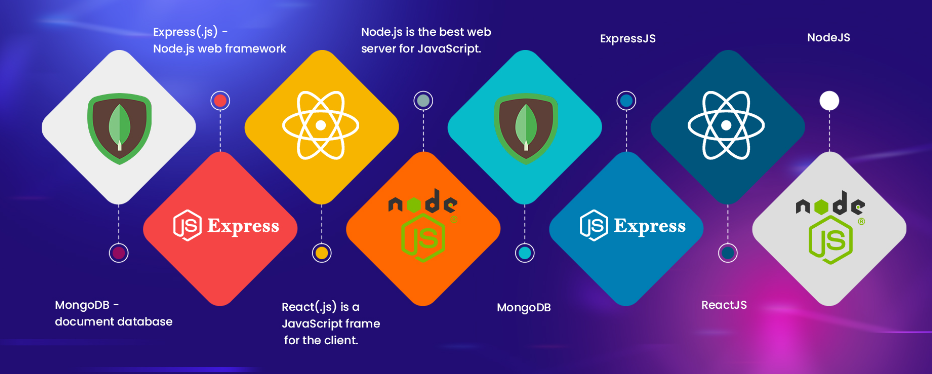 Express(.js) -
Node.js web framework
Node.js is the best web
server for JavaScript.
ExpressJS
NodeJS
JS Express
node
JS
®
JS Express
node
JS
®
MongoDB -
document database
React(.js) is a
JavaScript frame
for the client.
MongoDB
ReactJS